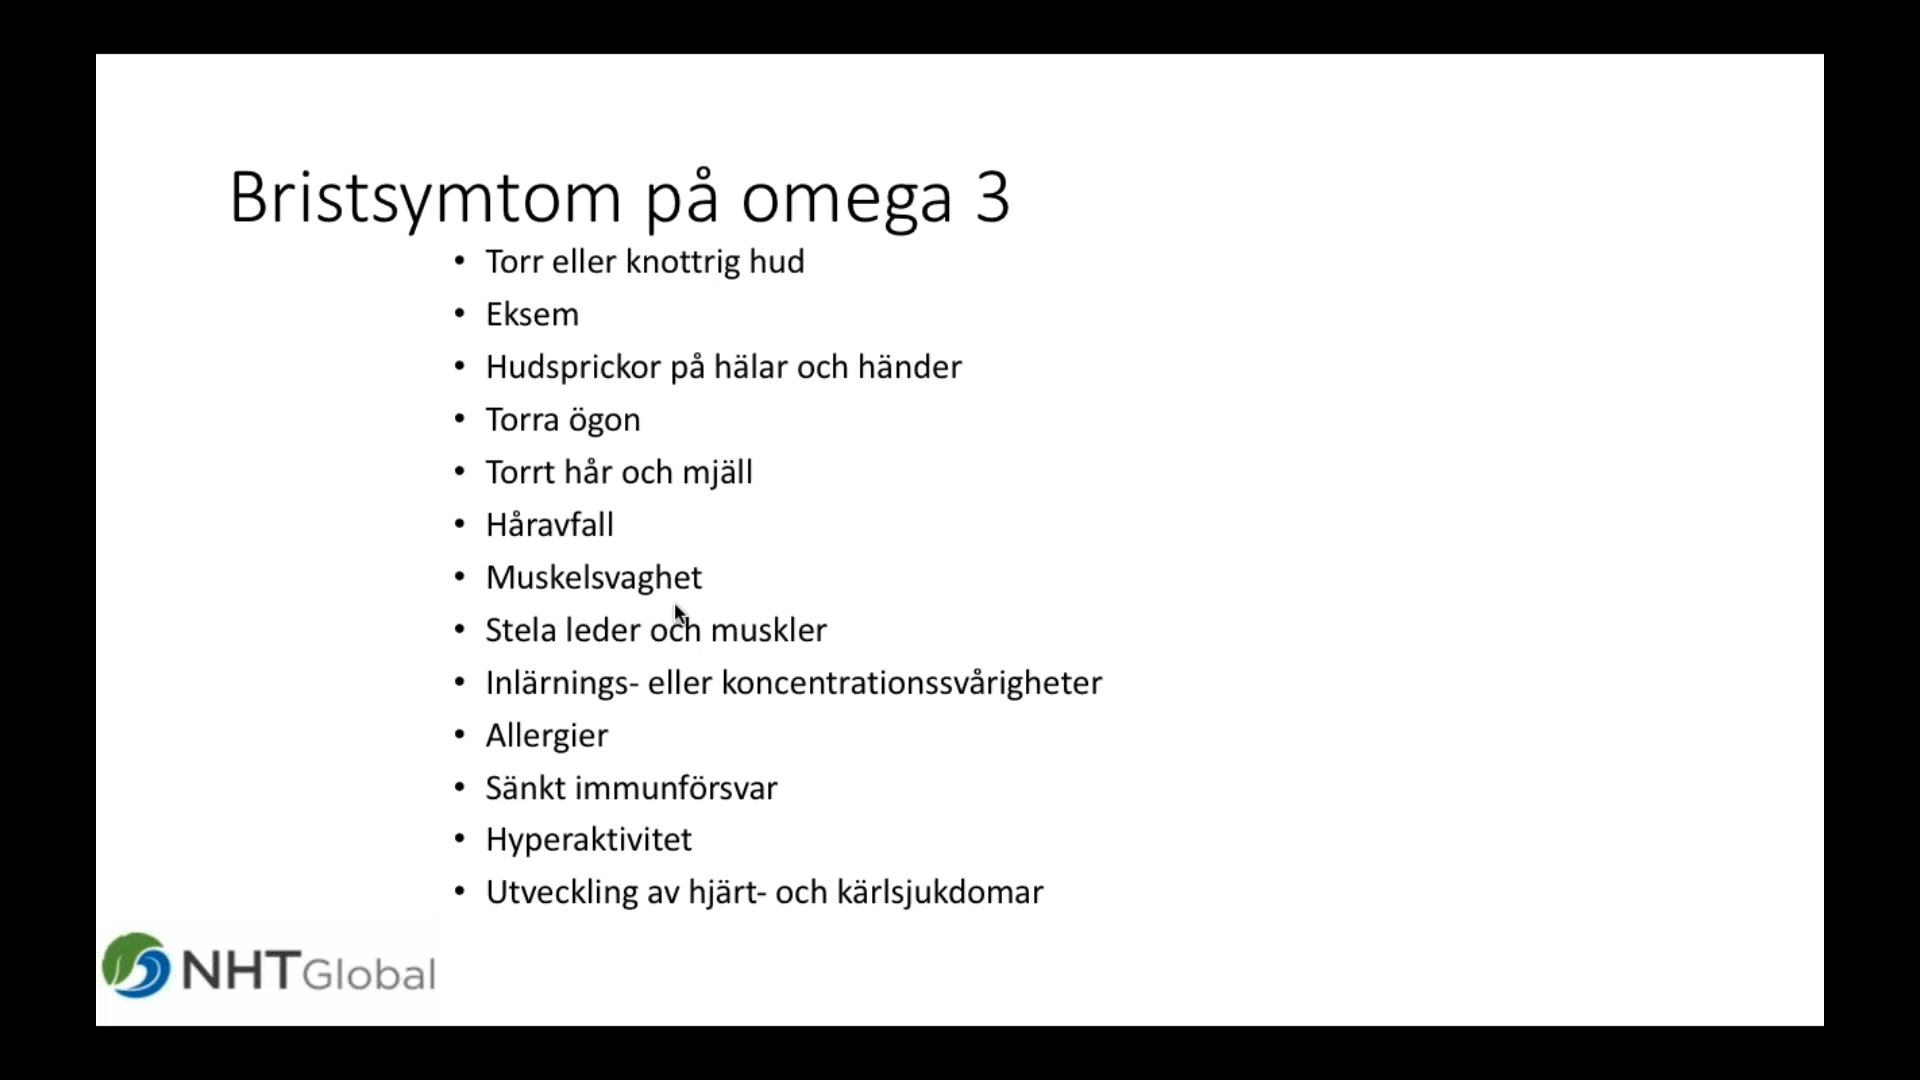 Bristsymtom på omega 3
• Torr eller knottrig hud
• Eksem
• Hudsprickor på hälar och händer
• Torra ögon
• Torrt hår och mjäll
• Håravfall
• Muskelsvaghet
• Stela leder och muskler
• Inlärnings- eller koncentrationssvårigheter
• Allergier
• Sänkt immunförsvar
• Hyperaktivitet
• Utveckling av hjärt- och kärlsjukdomar
NHT Global